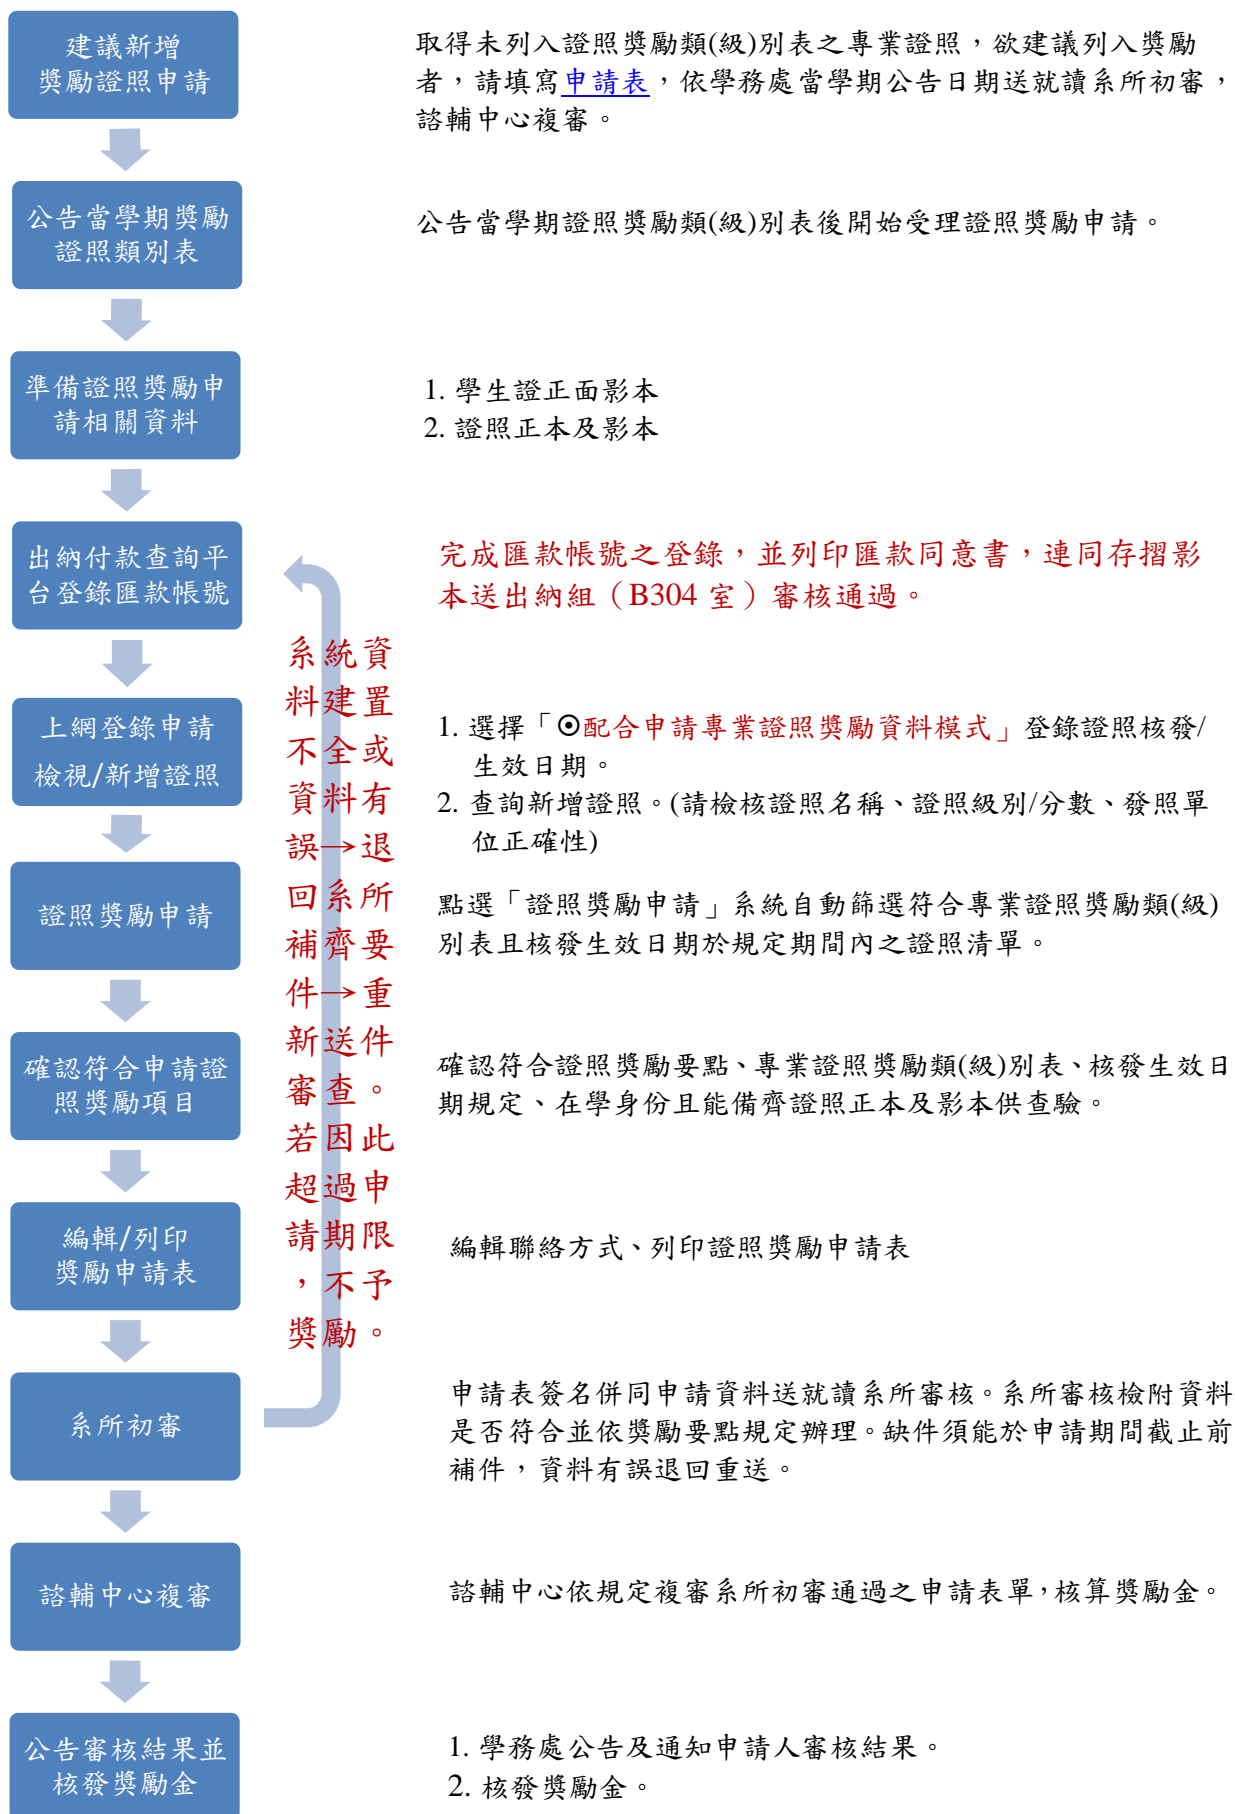 建議新增
獎勵證照申請
取得未列入證照獎勵類(級)別表之專業證照，欲建議列入獎勵
者，請填寫申請表，依學務處當學期公告日期送就讀系所初審，
諮輔中心複審。
公告當學期獎勵
證照類別表
公告當學期證照獎勵類(級)別表後開始受理證照獎勵申請。
準備證照獎勵申
請相關資料
1. 學生證正面影本
2. 證照正本及影本
出納付款查詢平
台登錄匯款帳號
完成匯款帳號之登錄，並列印匯款同意書，連同存摺影
本送出納組（B304 室）審核通過。
系統資
料建置
不全或
資料有
誤→退
回系所
補齊要
件→重
新送件
審查。
若因此
超過申
請期限
，不予
獎勵。
上網登錄申請
檢視/新增證照
1. 選擇「⊙配合申請專業證照獎勵資料模式」登錄證照核發/
生效日期。
2. 查詢新增證照。(請檢核證照名稱、證照級別/分數、發照單
位正確性)
證照獎勵申請
點選「證照獎勵申請」系統自動篩選符合專業證照獎勵類(級)
別表且核發生效日期於規定期間內之證照清單。
確認符合申請證
照獎勵項目
確認符合證照獎勵要點、專業證照獎勵類(級)別表、核發生效日
期規定、在學身份且能備齊證照正本及影本供查驗。
編輯/列印
獎勵申請表
編輯聯絡方式、列印證照獎勵申請表
系所初審
申請表簽名併同申請資料送就讀系所審核。系所審核檢附資料
是否符合並依獎勵要點規定辦理。缺件須能於申請期間截止前
補件，資料有誤退回重送。
諮輔中心複審
諮輔中心依規定複審系所初審通過之申請表單，核算獎勵金。
公告審核結果並
核發獎勵金
1. 學務處公告及通知申請人審核結果。
2. 核發獎勵金。